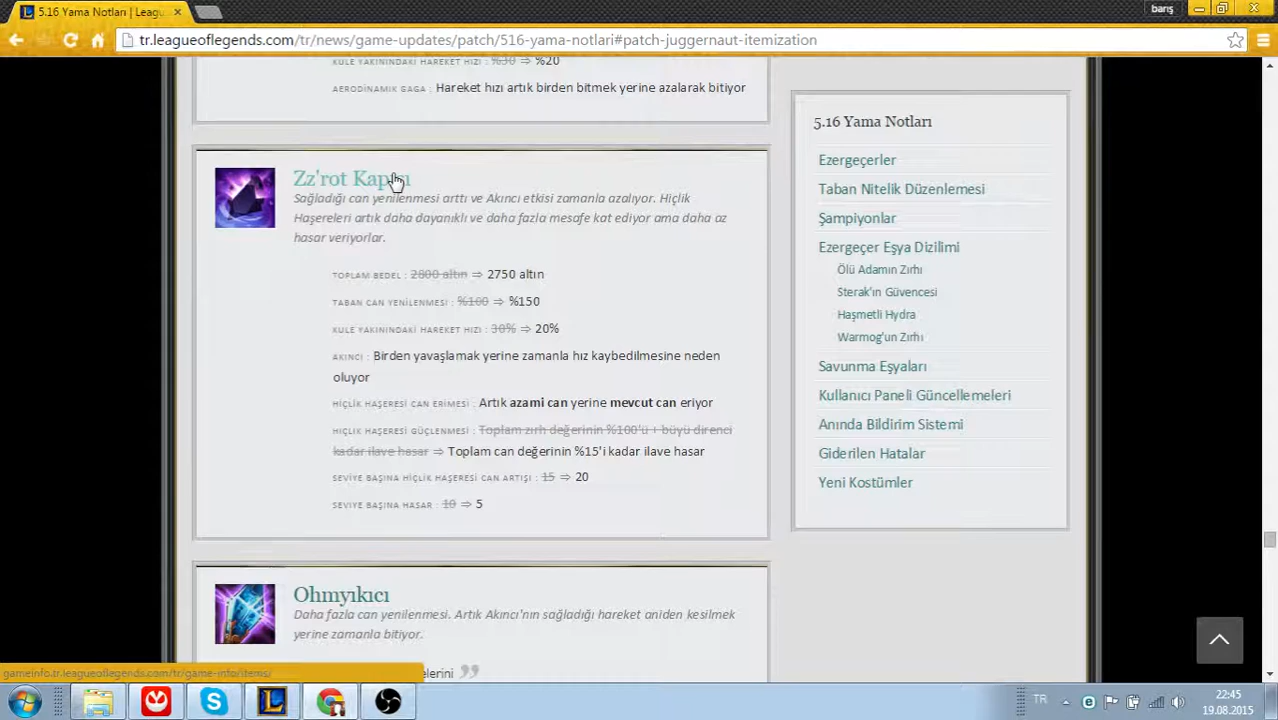 5.16 Yama Notları | Leagu
barış
tr.leagueoflegends.com/tr/news/game-updates/patch/516-yama-notlari#patch-juggernaut-itemization
KULE YAKININDAKİ HAREKET HIZI : %30 ⇒ %20
AERODİNAMİK GAGA : Hareket hızı artık birden bitmek yerine azalarak bitiyor
Zz'rot Kapısı
Sağladığı can yenilenmesi arttı ve Akıncı etkisi zamanla azalıyor. Hiçlik
Haşereleri artık daha dayanıklı ve daha fazla mesafe kat ediyor ama daha az
hasar veriyorlar.
TOPLAM BEDEL : 2800 altın ⇒ 2750 altın
TABAN CAN YENİLENMESİ : %100 ⇒ %150
KULE YAKININDAKİ HAREKET HIZI : 30% ⇒ 20%
AKINCI : Birden yavaşlamak yerine zamanla hız kaybedilmesine neden
oluyor
HİÇLİK HAŞERESİ CAN ERİMESİ : Artık azami can yerine mevcut can eriyor
HİÇLİK HAŞERESİ GÜÇLENMESİ : Toplam zırh değerinin %100'ü + büyü direnci
kadar ilave hasar ⇒ Toplam can değerinin %15'i kadar ilave hasar
SEVİYE BAŞINA HİÇLİK HAŞERESİ CAN ARTIŞI : 15 ⇒ 20
SEVİYE BAŞINA HASAR : 10 ⇒ 5
Ohmyıkıcı
Daha fazla can yenilenmesi. Artık Akıncı'nın sağladığı hareket aniden kesilmek
yerine zamanla bitiyor.
elerini
5.16 Yama Notları
Ezergeçerler
Taban Nitelik Düzenlemesi
Şampiyonlar
Ezergeçer Eşya Dizilimi
Ölü Adamın Zırhı
Sterak'ın Güvencesi
Haşmetli Hydra
Warmog'un Zırhı
Savunma Eşyaları
Kullanıcı Paneli Güncellemeleri
Anında Bildirim Sistemi
Giderilen Hatalar
Yeni Kostümler
gameinfo.tr.leagueoflegends.com/tr/game-info/items/
TR
22:45
19.08.2015